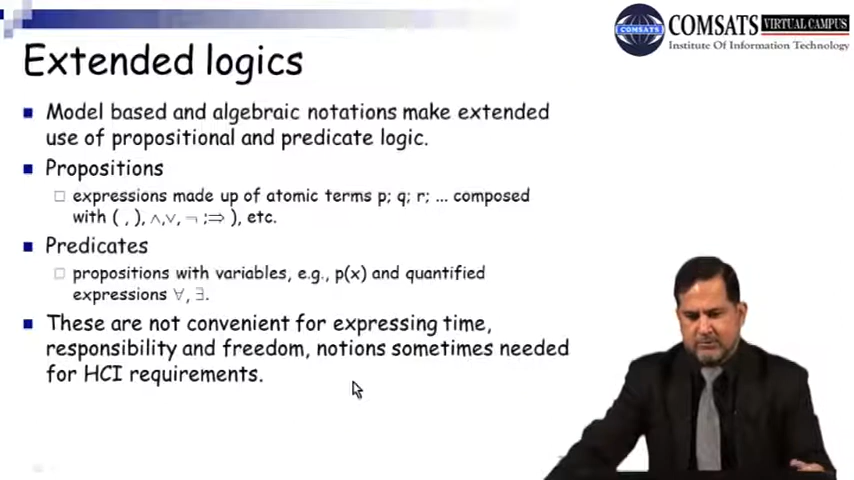 COMSATS VIRTUAL CAMPUS
Institute Of Information Technology
COMSATS
Extended logics
Model based and algebraic notations make extended
use of propositional and predicate logic.
Propositions
expressions made up of atomic terms p; q; r; ... composed
with ( , ), ∧,∨, ¬ ;⇒ ), etc.
Predicates
propositions with variables, e.g., p(x) and quantified
expressions ∀, ∃.
These are not convenient for expressing time,
responsibility and freedom, notions sometimes needed
for HCI requirements.